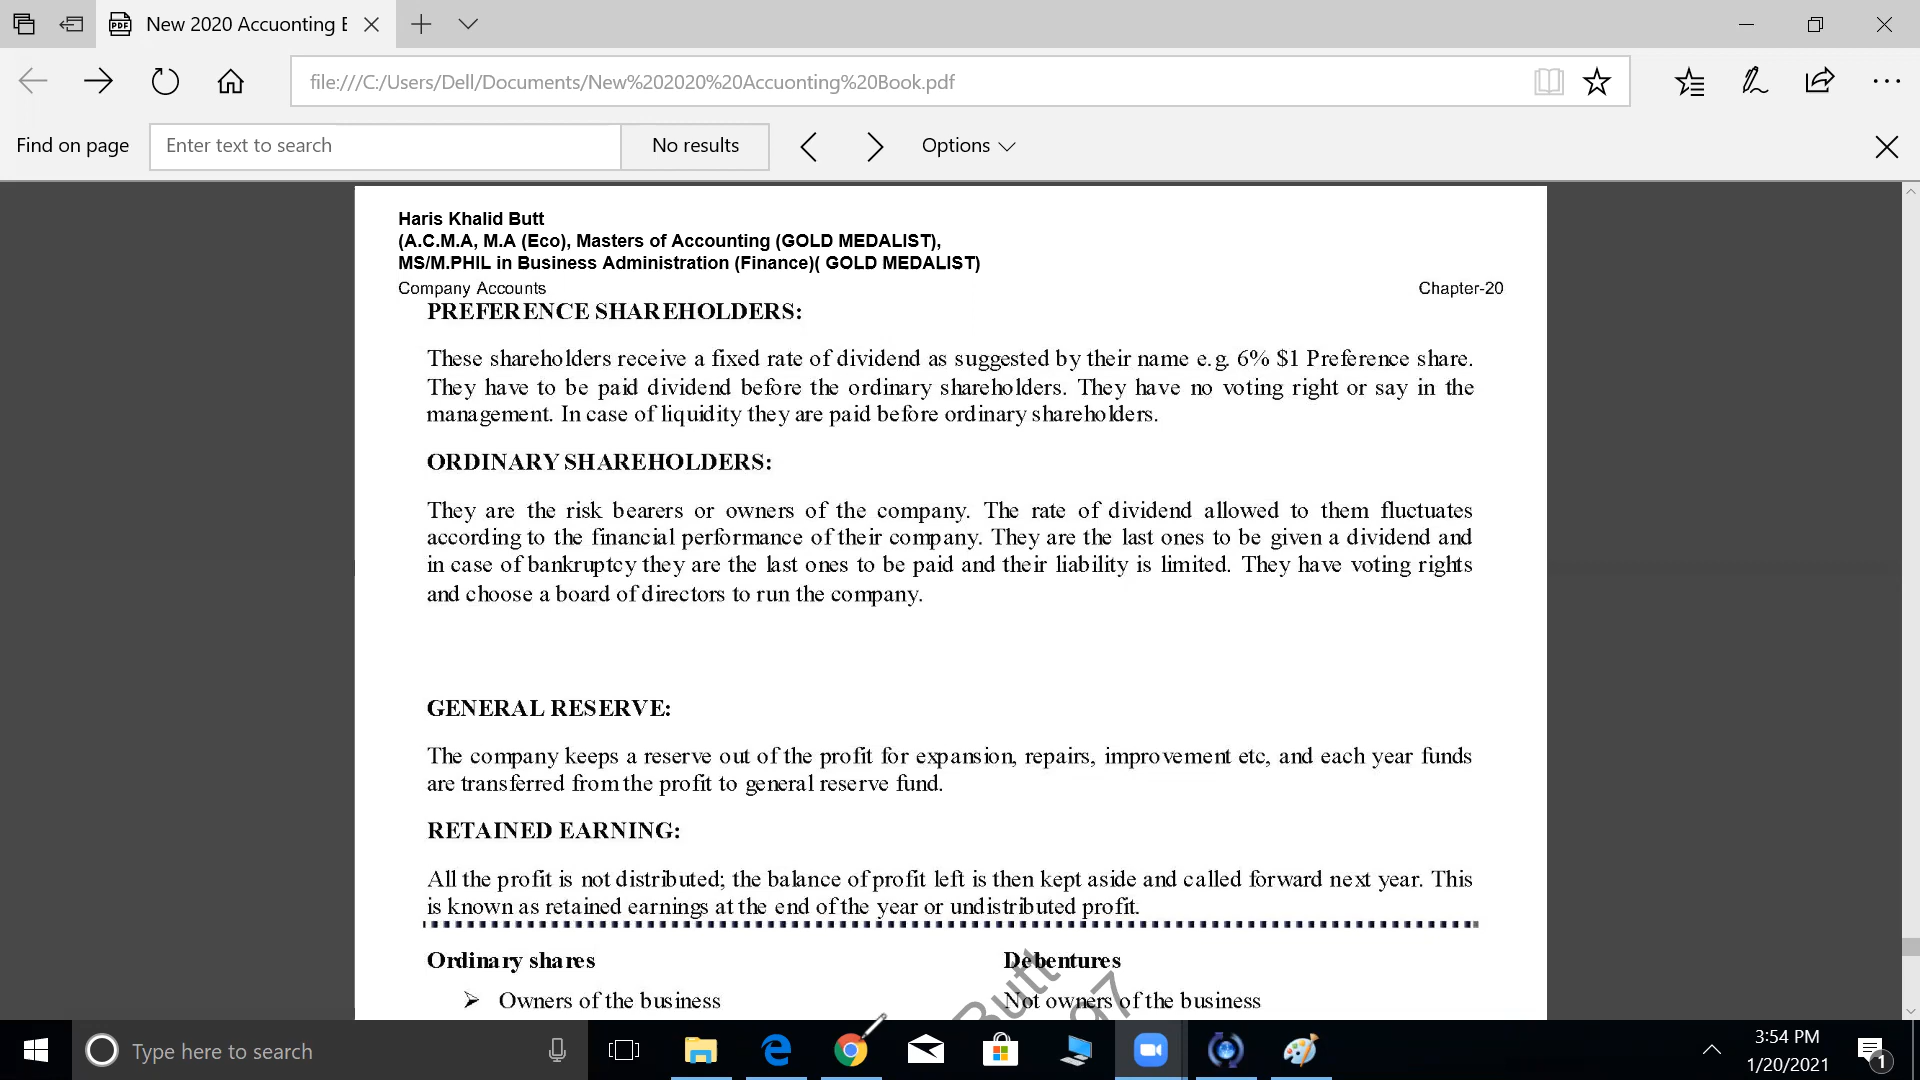 New 2020 Accuonting E
file:///C:/Users/Dell/Documents/New%202020%20Accuonting%20Book.pdf
Find on page
Enter text to search
No results
Options
Haris Khalid Butt
(A.C.M.A, M.A (Eco), Masters of Accounting (GOLD MEDALIST),
MS/M.PHIL in Business Administration (Finance)( GOLD MEDALIST)
Company Accounts Chapter-20
PREFERENCE SHAREHOLDERS:
These shareholders receive a fixed rate of dividend as suggested by their name e.g. 6% $1 Preference share.
They have to be paid dividend before the ordinary shareholders. They have no voting right or say in the
management. In case of liquidity they are paid before ordinary shareholders.
ORDINARY SHAREHOLDERS:
They are the risk bearers or owners of the company. The rate of dividend allowed to them fluctuates
according to the financial performance of their company. They are the last ones to be given a dividend and
in case of bankruptcy they are the last ones to be paid and their liability is limited. They have voting rights
and choose a board of directors to run the company.
GENERAL RESERVE:
The company keeps a reserve out of the profit for expansion, repairs, improvement etc, and each year funds
are transferred from the profit to general reserve fund.
RETAINED EARNING:
All the profit is not distributed; the balance of profit left is then kept aside and called forward next year. This
is known as retained earnings at the end of the year or undistributed profit.
Ordinary shares Debentures
Owners of the business Not owners of the business
Butt
97
Type here to search
3:54 PM
1/20/2021
1